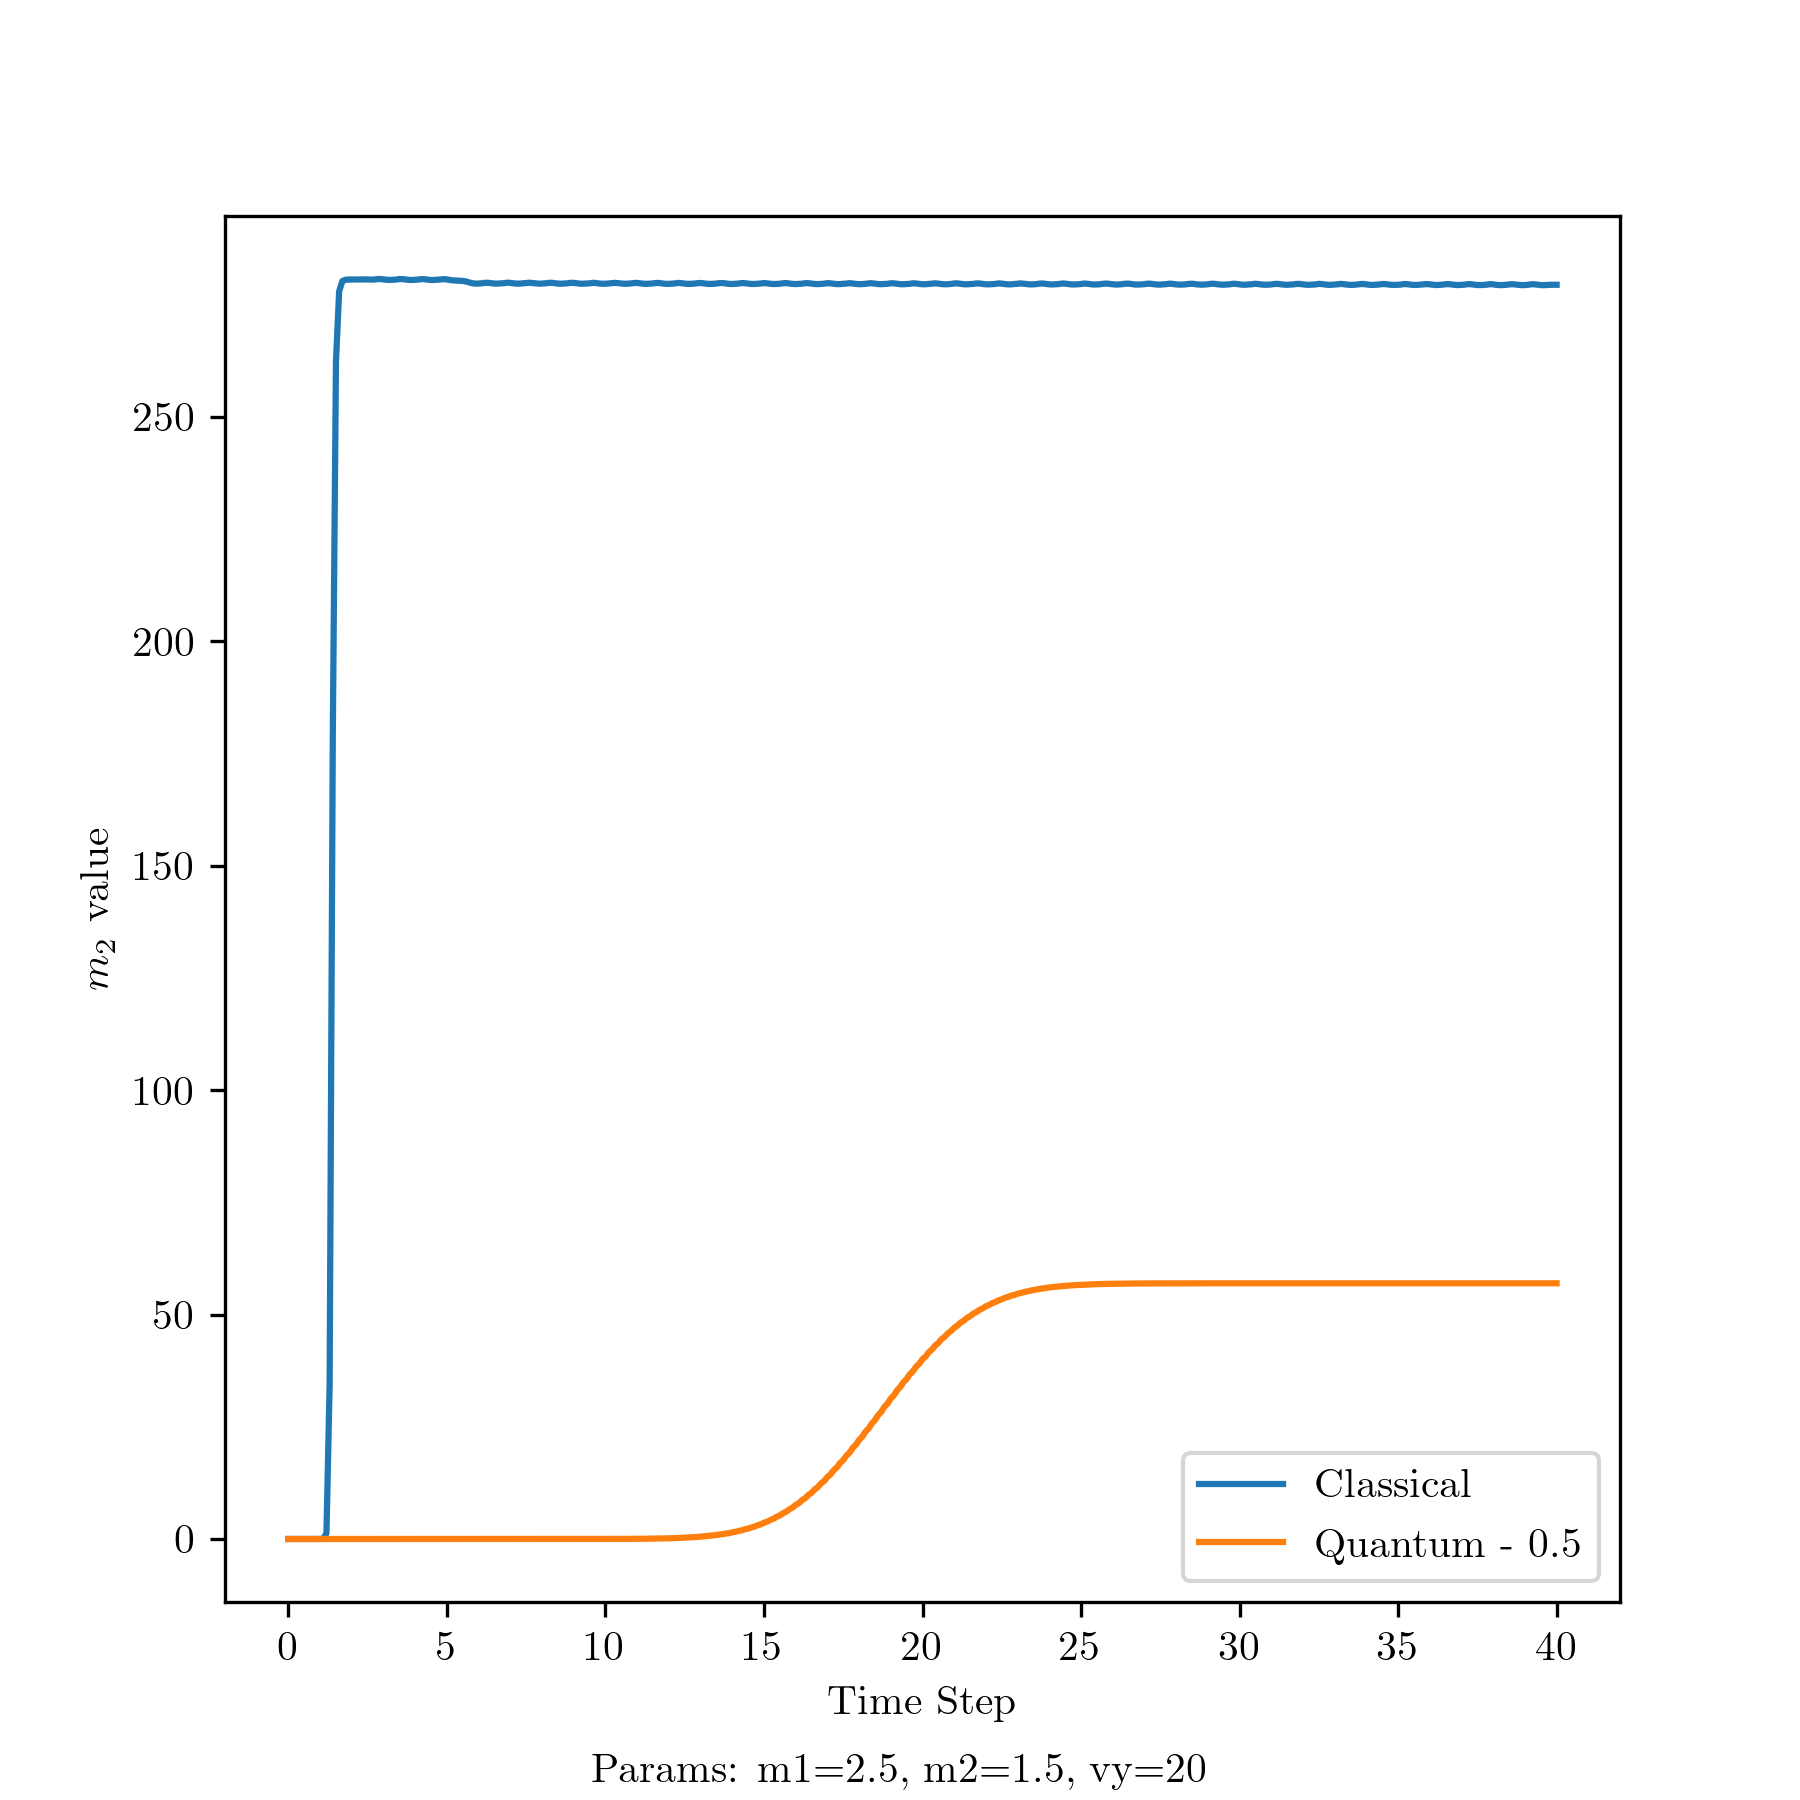 250
200
150
100
50
0
m₂ value
Classical
Quantum - 0.5
0 5 10 15 20 25 30 35 40
Time Step
Params: m1=2.5, m2=1.5, vy=20